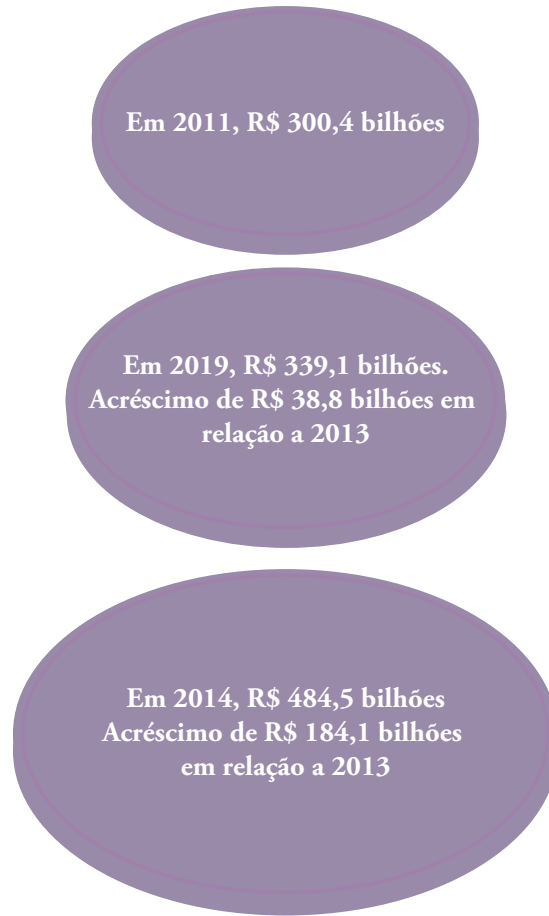 Em 2011, R$ 300,4 bilhões
Em 2019, R$ 339,1 bilhões.
Acréscimo de R$ 38,8 bilhões em
relação a 2013
Em 2014, R$ 484,5 bilhões
Acréscimo de R$ 184,1 bilhões
em relação a 2013